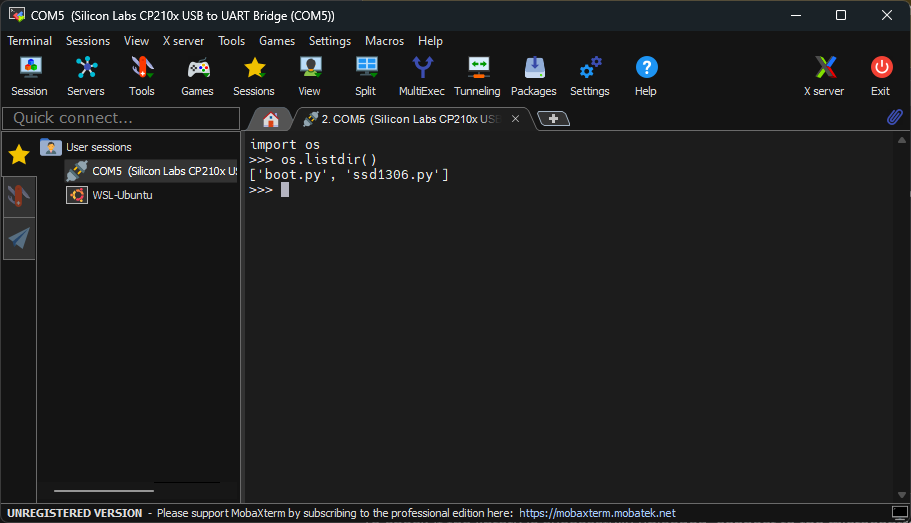 COM5 (Silicon Labs CP210x USB to UART Bridge (COM5))
Terminal Sessions View X server Tools Games Settings Macros Help
Session Servers Tools Games Sessions View Split MultiExec Tunneling Packages Settings Help X server Exit
Quick connect...
2. COM5 (Silicon Labs CP210x USB
User sessions
COM5 (Silicon Labs CP210x US
WSL-Ubuntu
import os
>>> os.listdir()
['boot.py', 'ssd1306.py']
>>>
UNREGISTERED VERSION - Please support MobaXterm by subscribing to the professional edition here: https://mobaxterm.mobatek.net